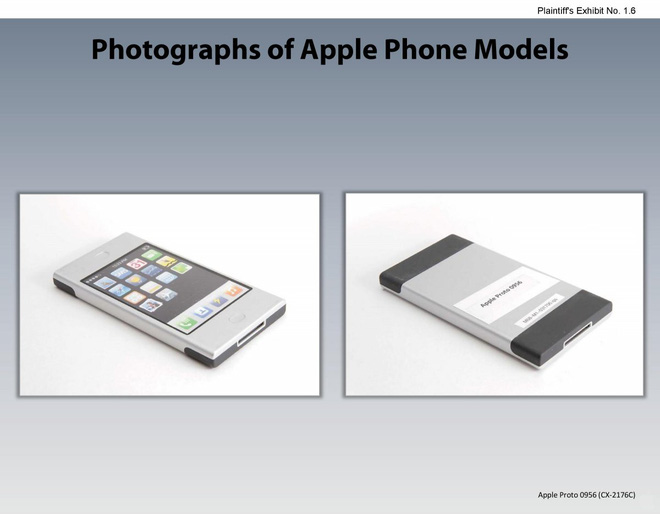 Plaintiff's Exhibit No. 1.6
Photographs of Apple Phone Models
Apple Proto 0956
Apple Proto 0956 (CX-2176C)